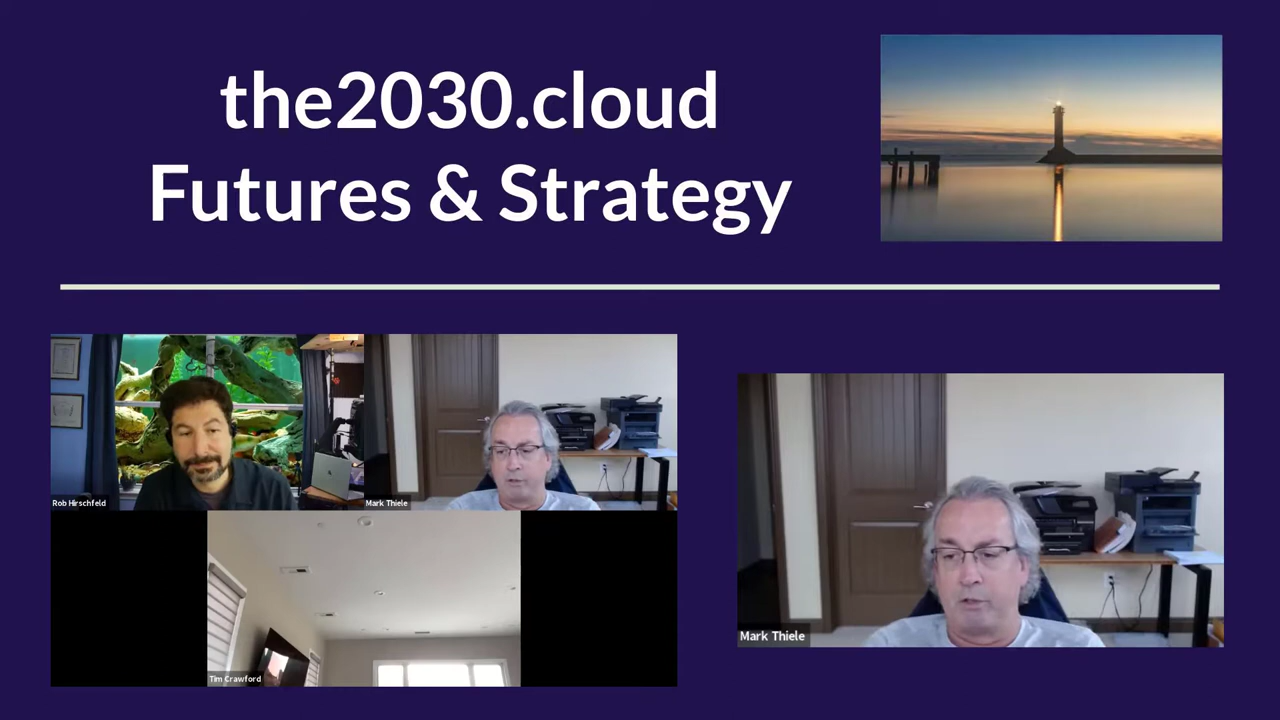 the2030.cloud
Futures & Strategy
Rob Hirschfeld
Mark Thiele
Tim Crawford
Mark Thiele